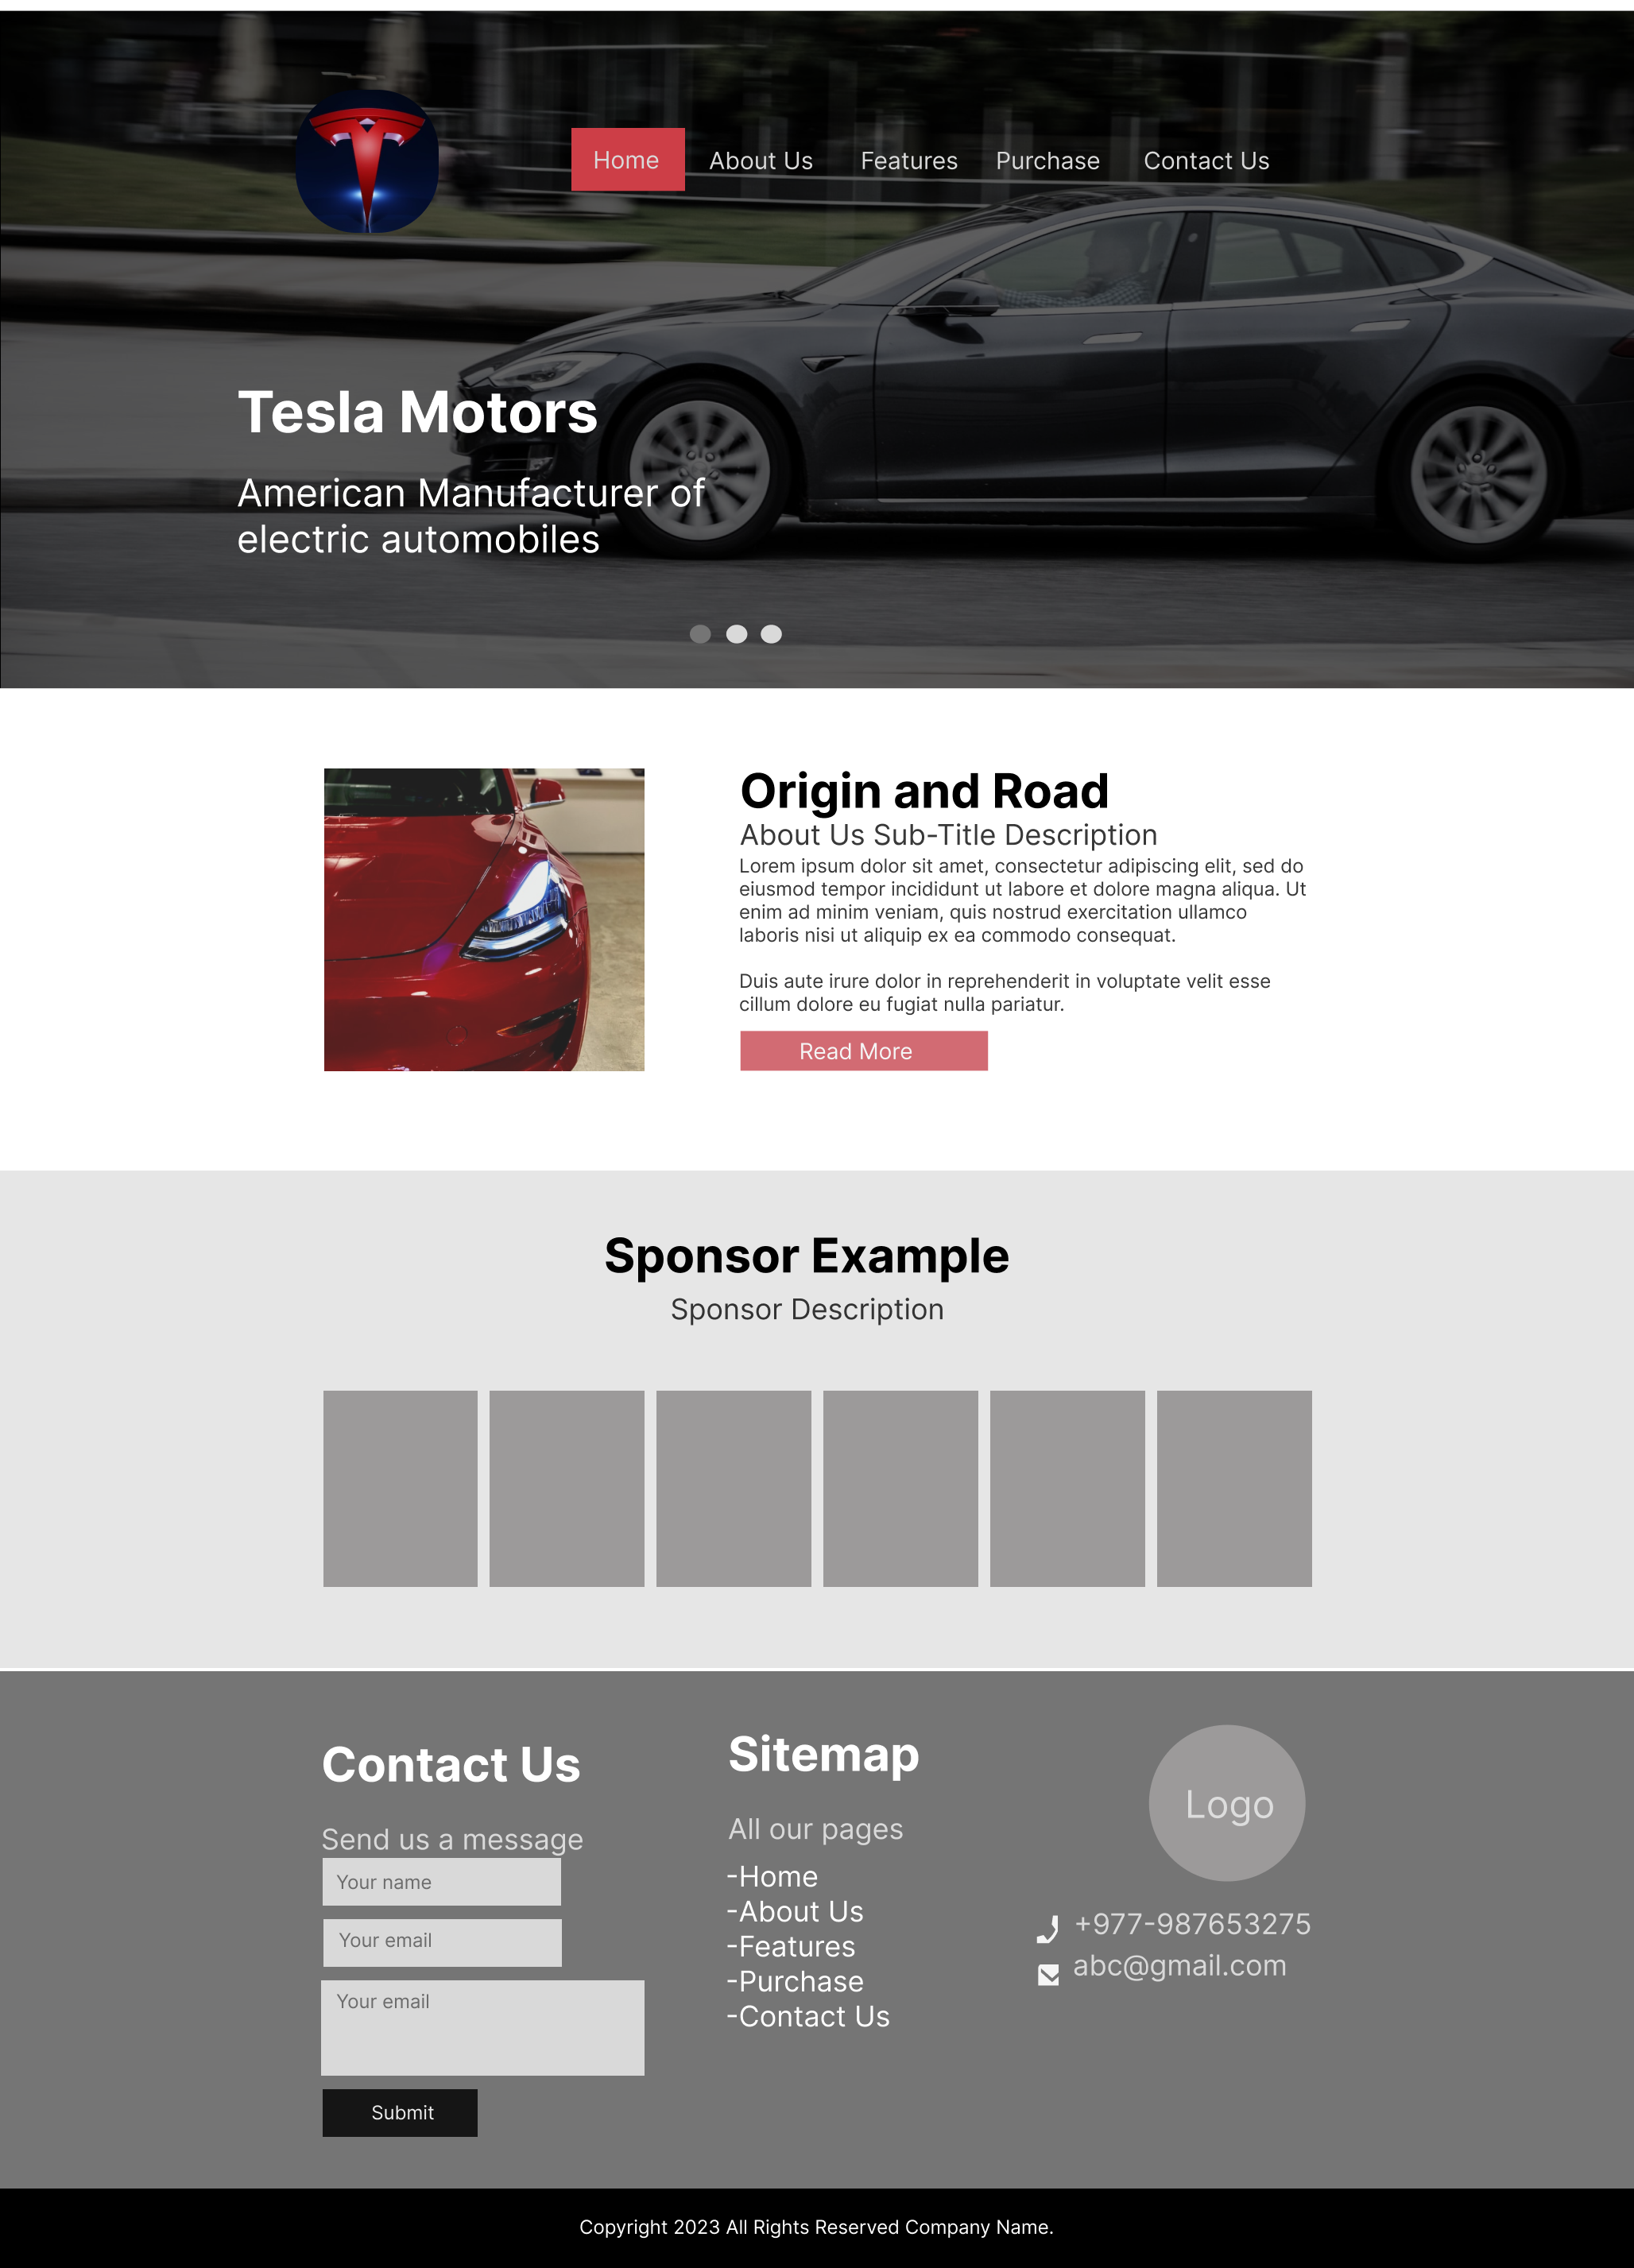 Home
About Us
Features
Purchase
Contact Us
Tesla Motors
American Manufacturer of
electric automobiles
Origin and Road
About Us Sub-Title Description
Lorem ipsum dolor sit amet, consectetur adipiscing elit, sed do
eiusmod tempor incididunt ut labore et dolore magna aliqua. Ut
enim ad minim veniam, quis nostrud exercitation ullamco
laboris nisi ut aliquip ex ea commodo consequat.
Duis aute irure dolor in reprehenderit in voluptate velit esse
cillum dolore eu fugiat nulla pariatur.
Read More
Sponsor Example
Sponsor Description
Contact Us
Send us a message
Your name
Your email
Your email
Submit
Sitemap
All our pages
-Home
-About Us
-Features
-Purchase
-Contact Us
Logo
+977-987653275
abc@gmail.com
Copyright 2023 All Rights Reserved Company Name.